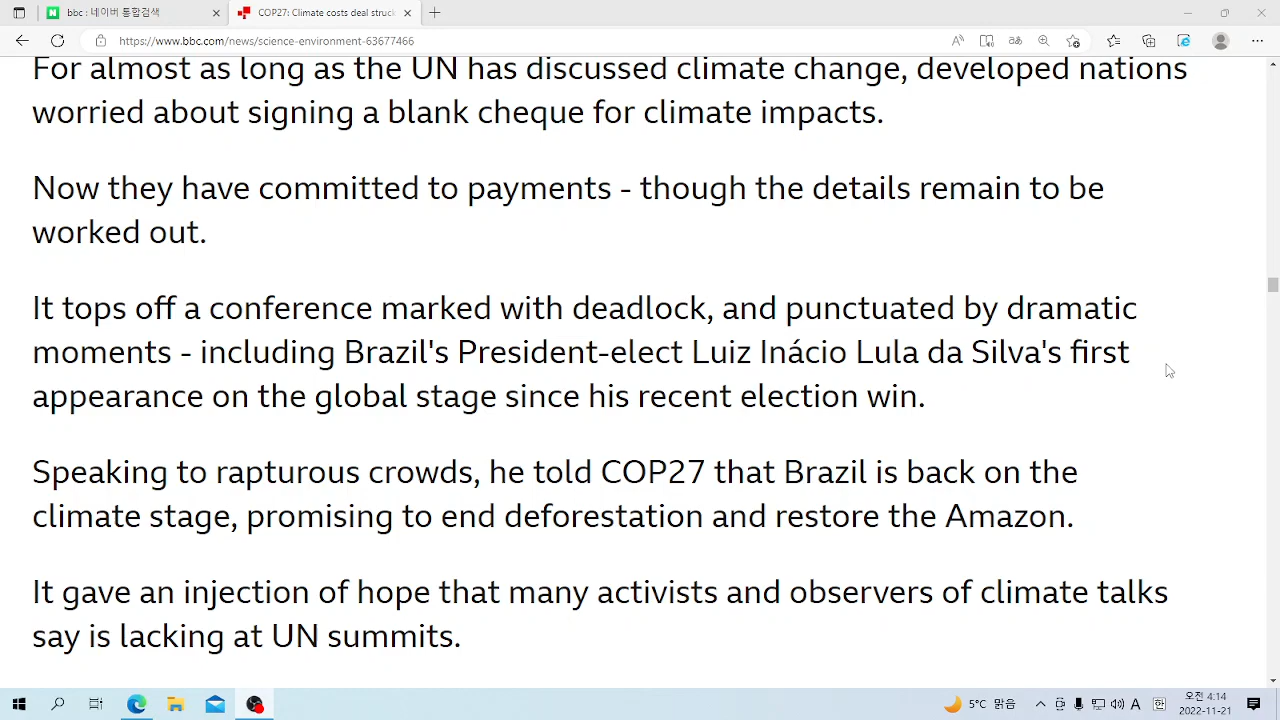 bbc : 네이버 통합검색
COP27: Climate costs deal struck
https://www.bbc.com/news/science-environment-63677466
For almost as long as the UN has discussed climate change, developed nations
worried about signing a blank cheque for climate impacts.
Now they have committed to payments - though the details remain to be
worked out.
It tops off a conference marked with deadlock, and punctuated by dramatic
moments - including Brazil's President-elect Luiz Inácio Lula da Silva's first
appearance on the global stage since his recent election win.
Speaking to rapturous crowds, he told COP27 that Brazil is back on the
climate stage, promising to end deforestation and restore the Amazon.
It gave an injection of hope that many activists and observers of climate talks
say is lacking at UN summits.
5°C 맑음
A
오전 4:14
2022-11-21